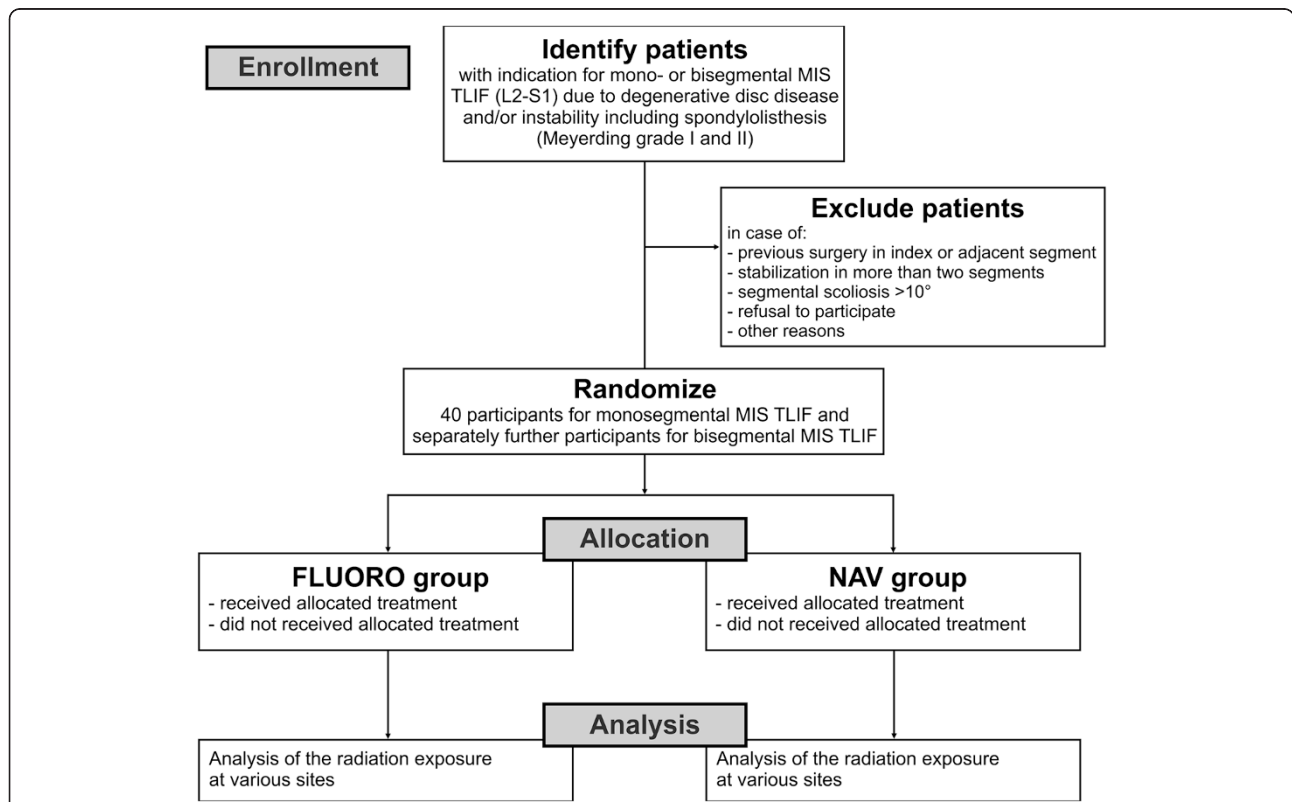 Enrollment
Identify patients
with indication for mono- or bisegmental MIS
TLIF (L2-S1) due to degenerative disc disease
and/or instability including spondylolisthesis
(Meyerding grade I and II)
Exclude patients
in case of:
- previous surgery in index or adjacent segment
- stabilization in more than two segments
- segmental scoliosis >10°
- refusal to participate
- other reasons
Randomize
40 participants for monosegmental MIS TLIF and
separately further participants for bisegmental MIS TLIF
Allocation
FLUORO group
- received allocated treatment
- did not received allocated treatment
NAV group
- received allocated treatment
- did not received allocated treatment
Analysis
Analysis of the radiation exposure
at various sites
Analysis of the radiation exposure
at various sites